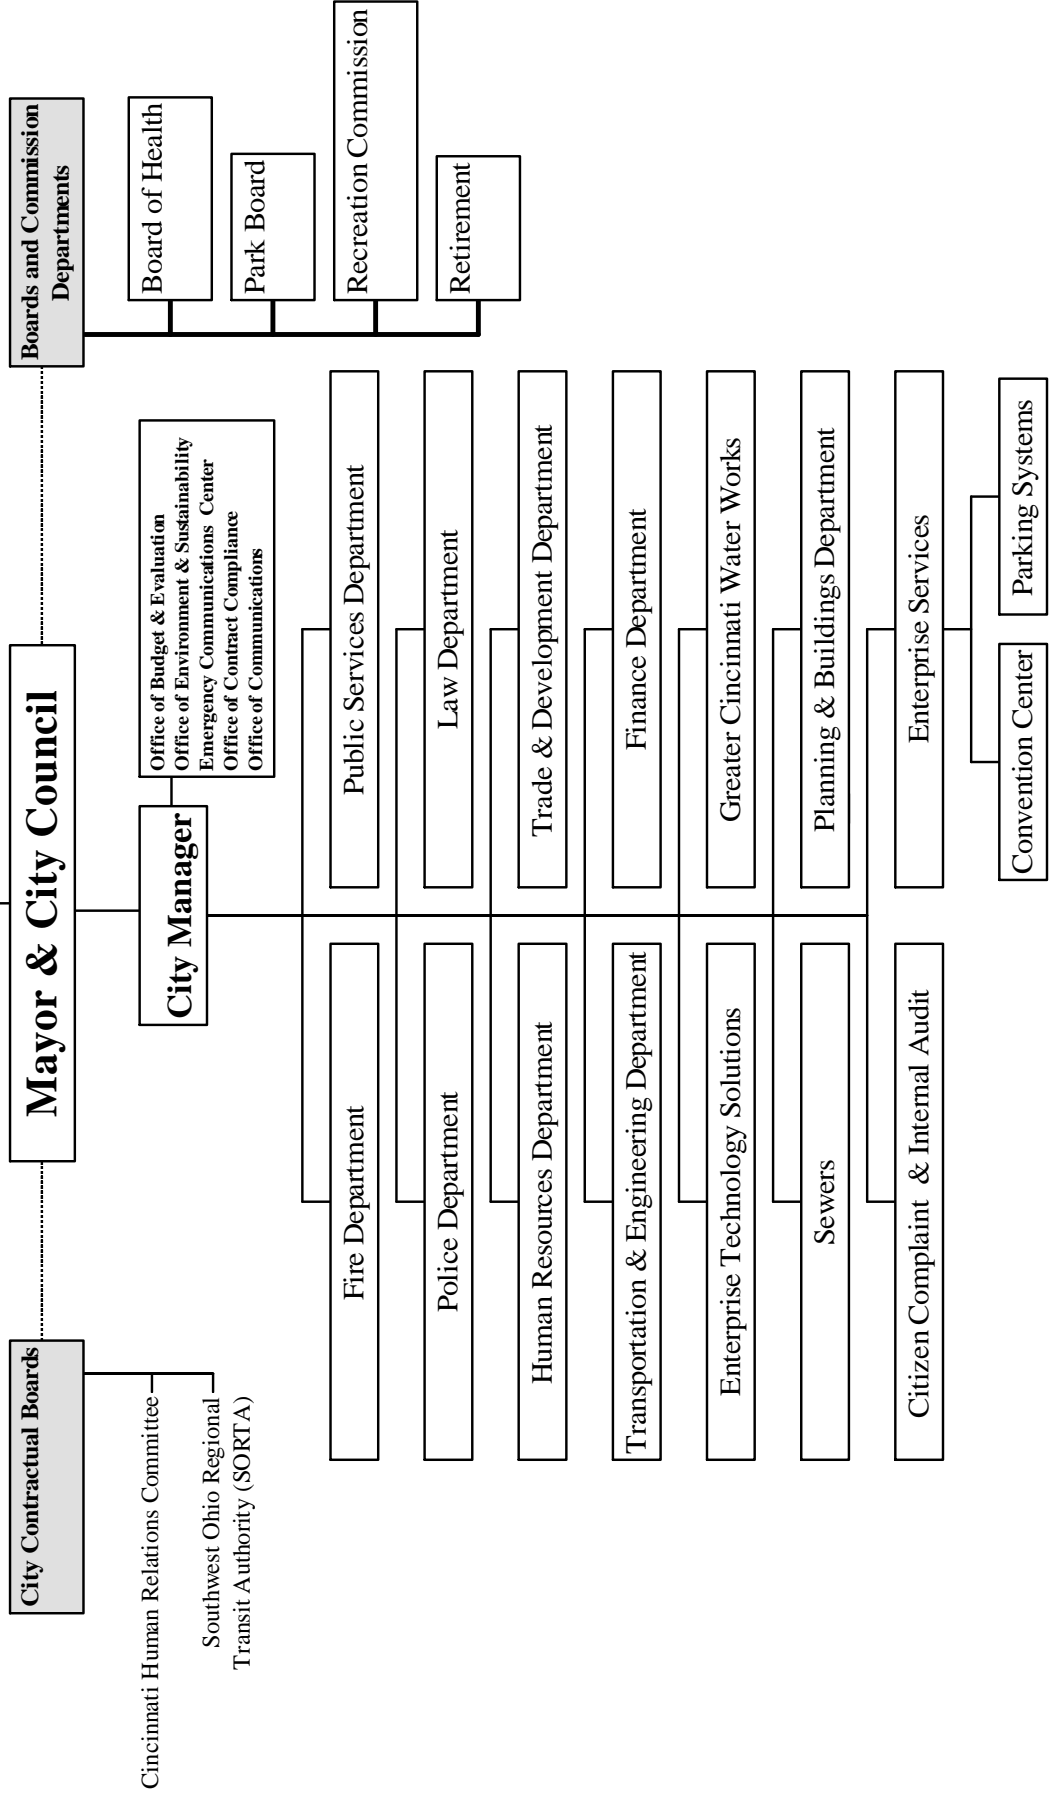 City Contractual Boards
Cincinnati Human Relations Committee
Southwest Ohio Regional
Transit Authority (SORTA)
Mayor & City Council
Boards and Commission
Departments
Board of Health
Park Board
Recreation Commission
Retirement
City Manager
Office of Budget & Evaluation
Office of Environment & Sustainability
Emergency Communications Center
Office of Contract Compliance
Office of Communications
Fire Department
Public Services Department
Police Department
Law Department
Human Resources Department
Trade & Development Department
Transportation & Engineering Department
Finance Department
Enterprise Technology Solutions
Greater Cincinnati Water Works
Sewers
Planning & Buildings Department
Citizen Complaint & Internal Audit
Enterprise Services
Convention Center
Parking Systems